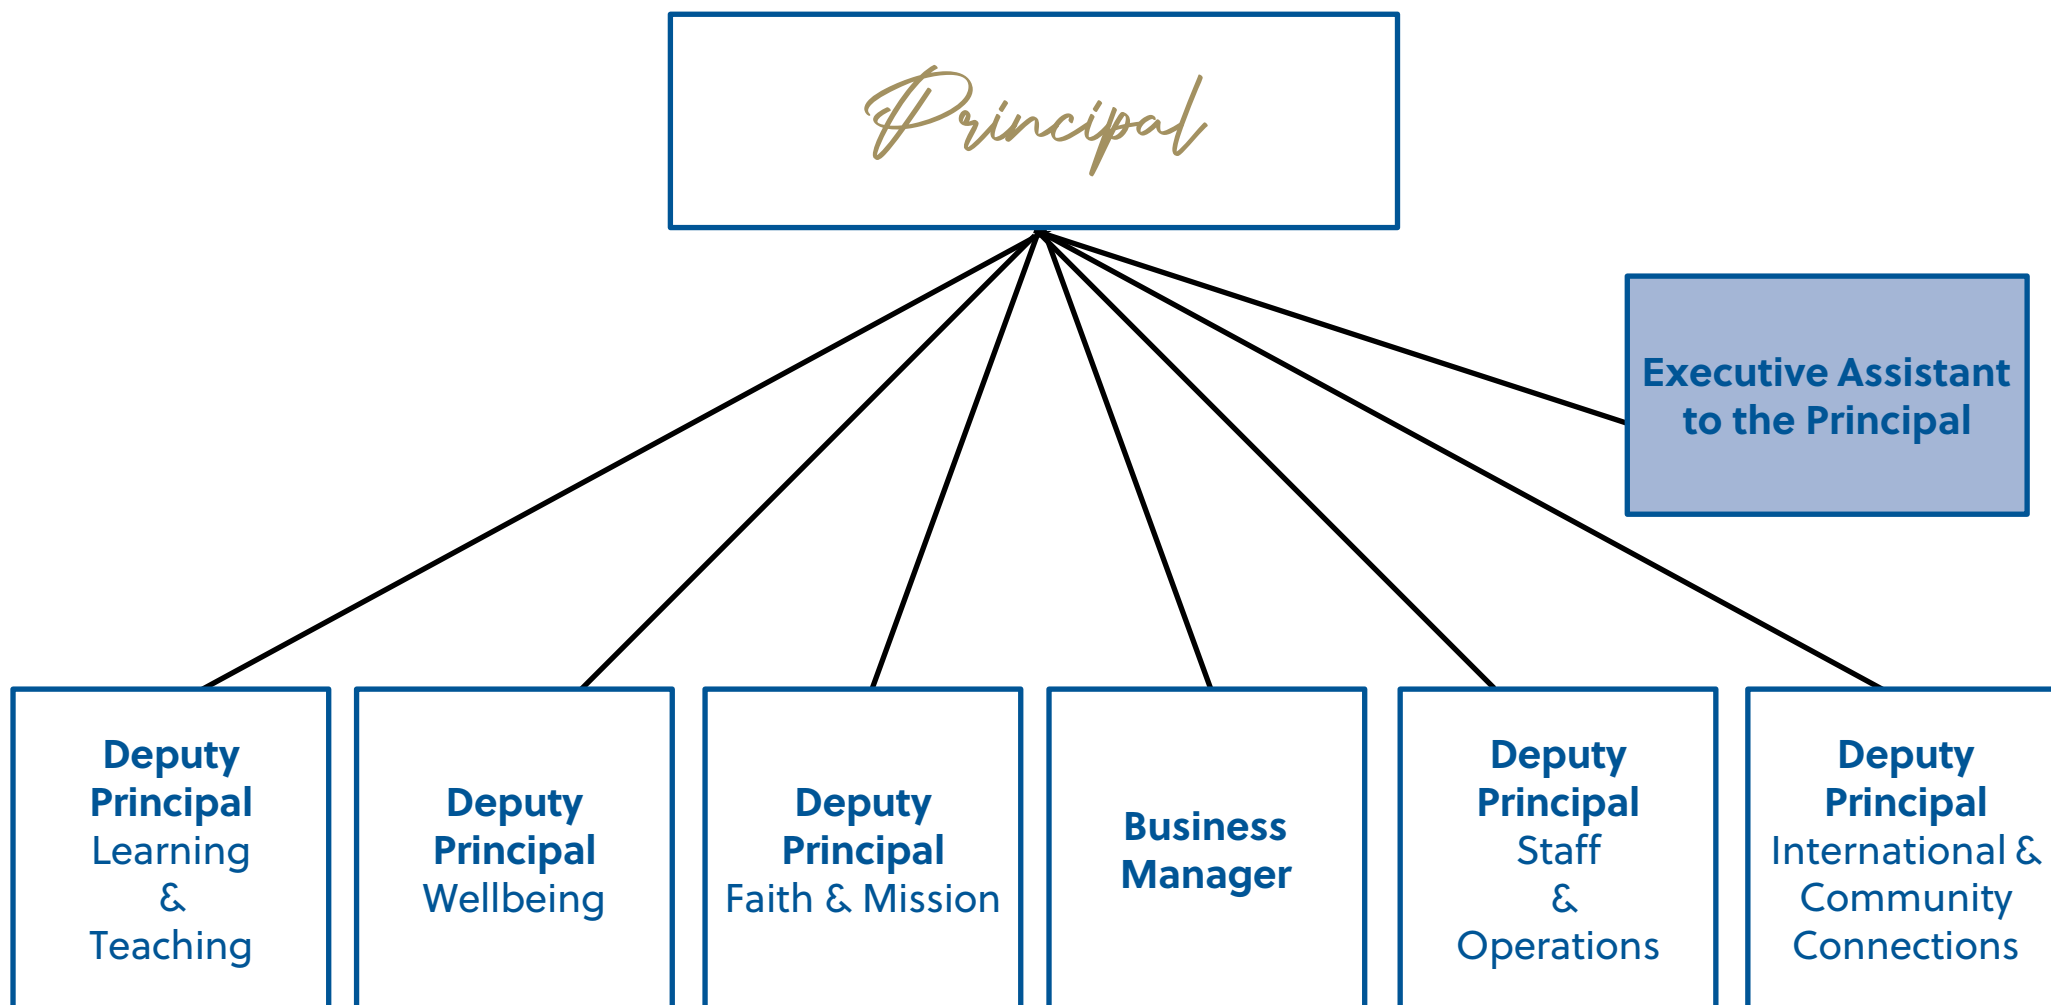 Principal
Executive Assistant
to the Principal
Deputy
Principal
Learning
&
Teaching
Deputy
Principal
Wellbeing
Deputy
Principal
Faith & Mission
Business
Manager
Deputy
Principal
Staff
&
Operations
Deputy
Principal
International &
Community
Connections